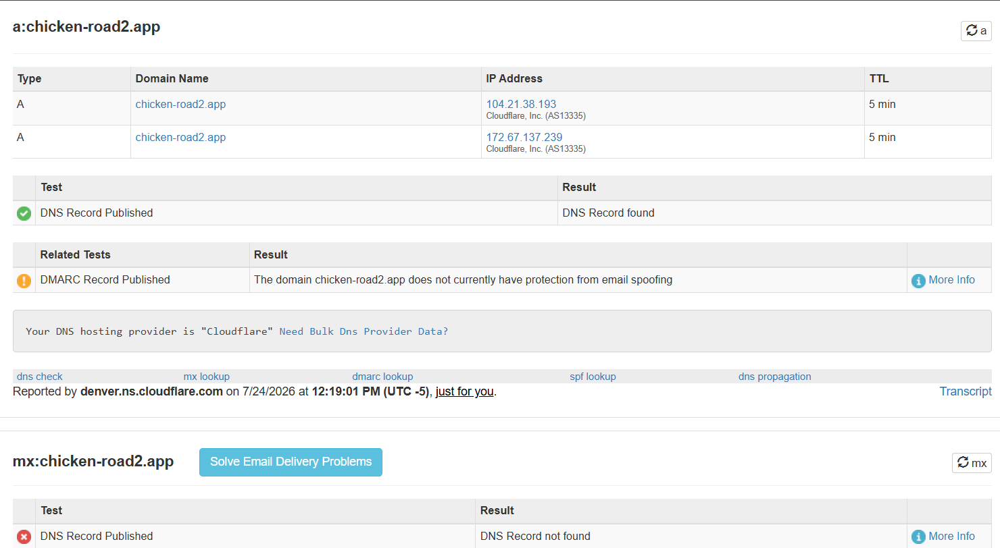 a:chicken-road2.app
a
Type Domain Name IP Address TTL
A chicken-road2.app 104.21.38.193 5 min
Cloudflare, Inc. (AS13335)
A chicken-road2.app 172.67.137.239 5 min
Cloudflare, Inc. (AS13335)
Test Result
DNS Record Published DNS Record found
Related Tests Result
DMARC Record Published The domain chicken-road2.app does not currently have protection from email spoofing More Info
Your DNS hosting provider is "Cloudflare" Need Bulk Dns Provider Data?
dns check mx lookup dmarc lookup spf lookup dns propagation
Reported by denver.ns.cloudflare.com on 7/24/2026 at 12:19:01 PM (UTC -5), just for you. Transcript
mx:chicken-road2.app Solve Email Delivery Problems mx
Test Result
DNS Record Published DNS Record not found More Info